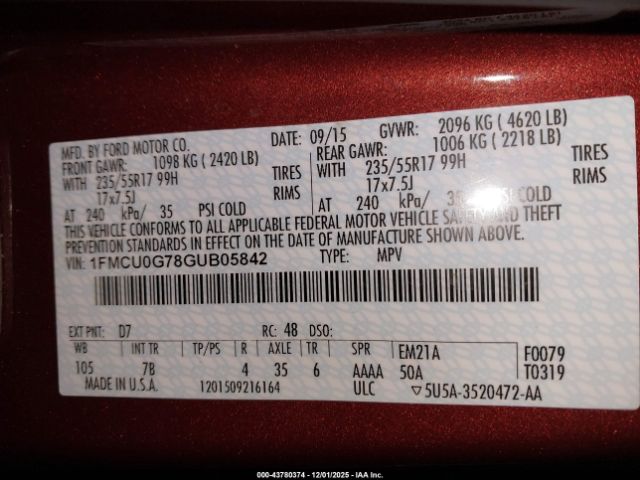 MFD. BY FORD MOTOR CO. DATE: 09/15 GVWR: 2096 KG ( 4620 LB)
FRONT GAWR: 1098 KG ( 2420 LB) REAR GAWR: 1006 KG ( 2218 LB)
WITH 235/55R17 99H TIRES WITH 235/55R17 99H TIRES
17x7.5J RIMS 17x7.5J RIMS
AT 240 kPa/ 35 PSI COLD AT 240 kPa/ 35 PSI COLD
THIS VEHICLE CONFORMS TO ALL APPLICABLE FEDERAL MOTOR VEHICLE SAFETY AND THEFT
PREVENTION STANDARDS IN EFFECT ON THE DATE OF MANUFACTURE SHOWN ABOVE.
VIN: 1FMCU0G78GUB05842 TYPE: MPV
EXT PNT: D7 RC: 48 DSO:
WB INT TR TP/PS R AXLE TR SPR EM21A F0079
105 7B 4 35 6 AAAA 50A T0319
MADE IN U.S.A. 1201509216164 ULC ▽5U5A-3520472-AA
000-43780374 • 12/01/2025 • IAA Inc.